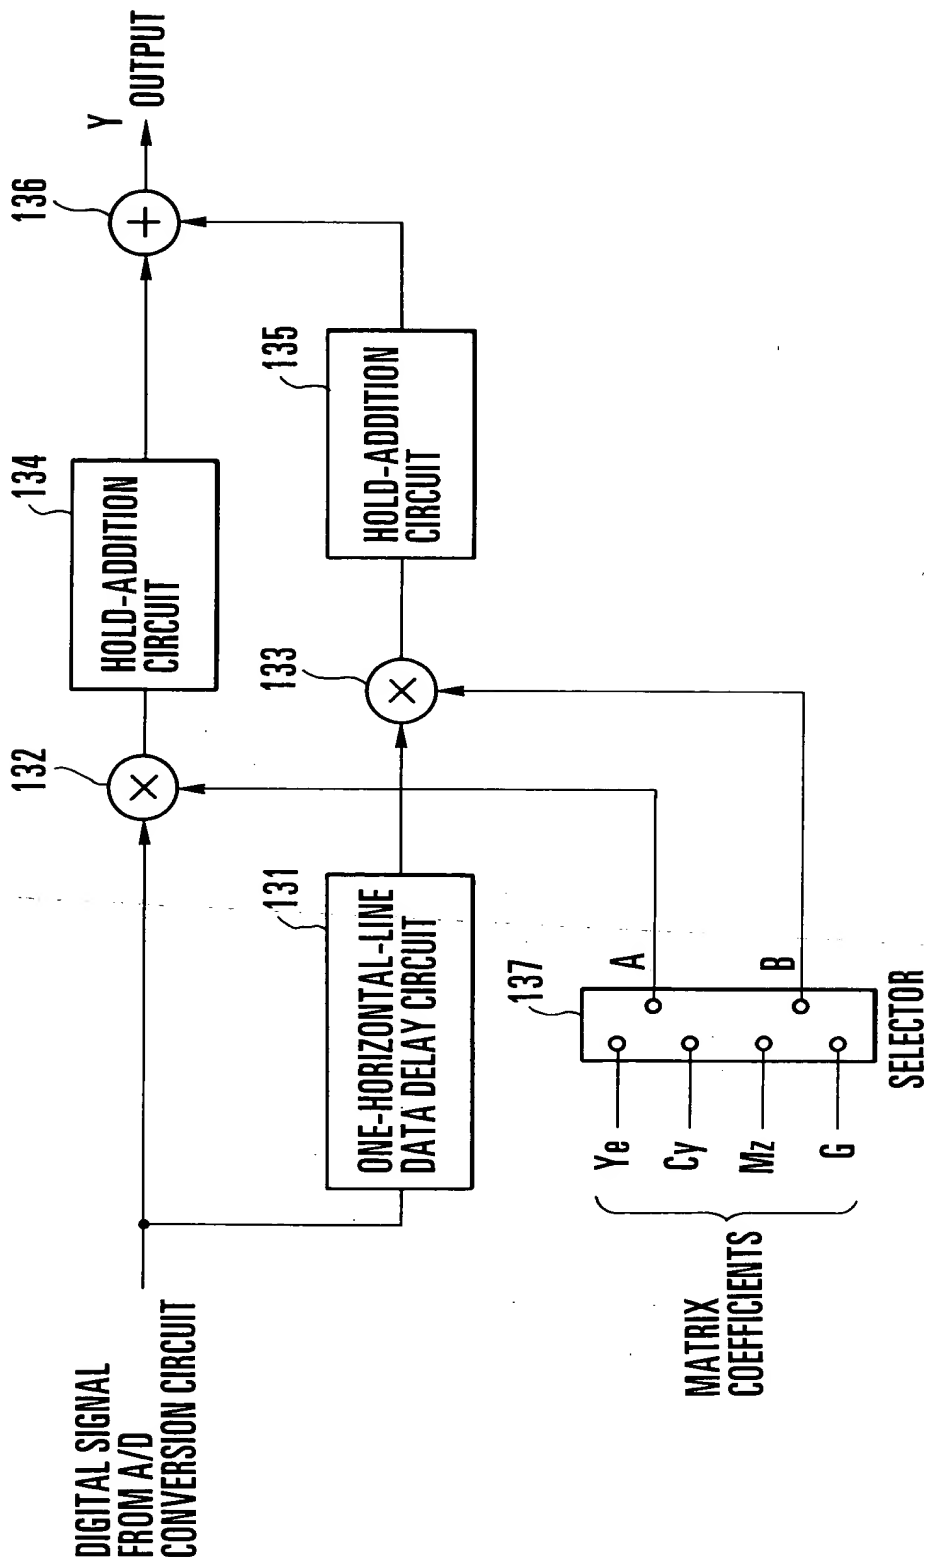 DIGITAL SIGNAL
FROM A/D
CONVERSION CIRCUIT
132
134
HOLD-ADDITION
CIRCUIT
136
Y
OUTPUT
131
ONE-HORIZONTAL-LINE
DATA DELAY CIRCUIT
133
135
HOLD-ADDITION
CIRCUIT
MATRIX
COEFFICIENTS
Ye
Cy
Mz
G
137
A
B
SELECTOR